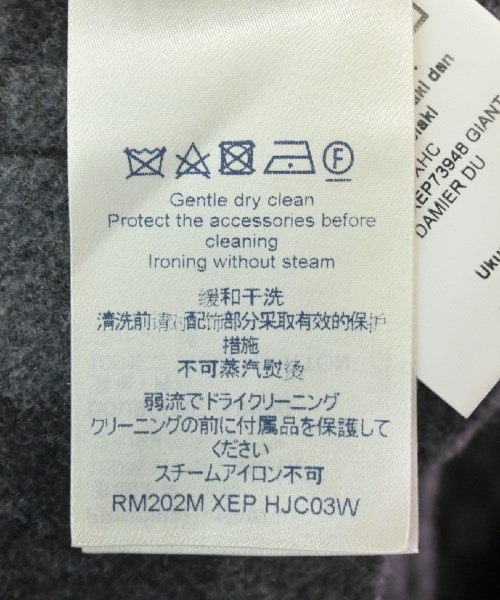 F
Gentle dry clean
Protect the accessories before
cleaning
Ironing without steam
缓和干洗
清洗前请对配饰部分采取有效的保护
措施
不可蒸汽熨烫
弱流でドライクリーニング
クリーニングの前に付属品を保護して
ください
スチームアイロン不可
RM202M XEP HJC03W
dan
XHC
XEP73948 GIANT
DAMIER DU
Uku